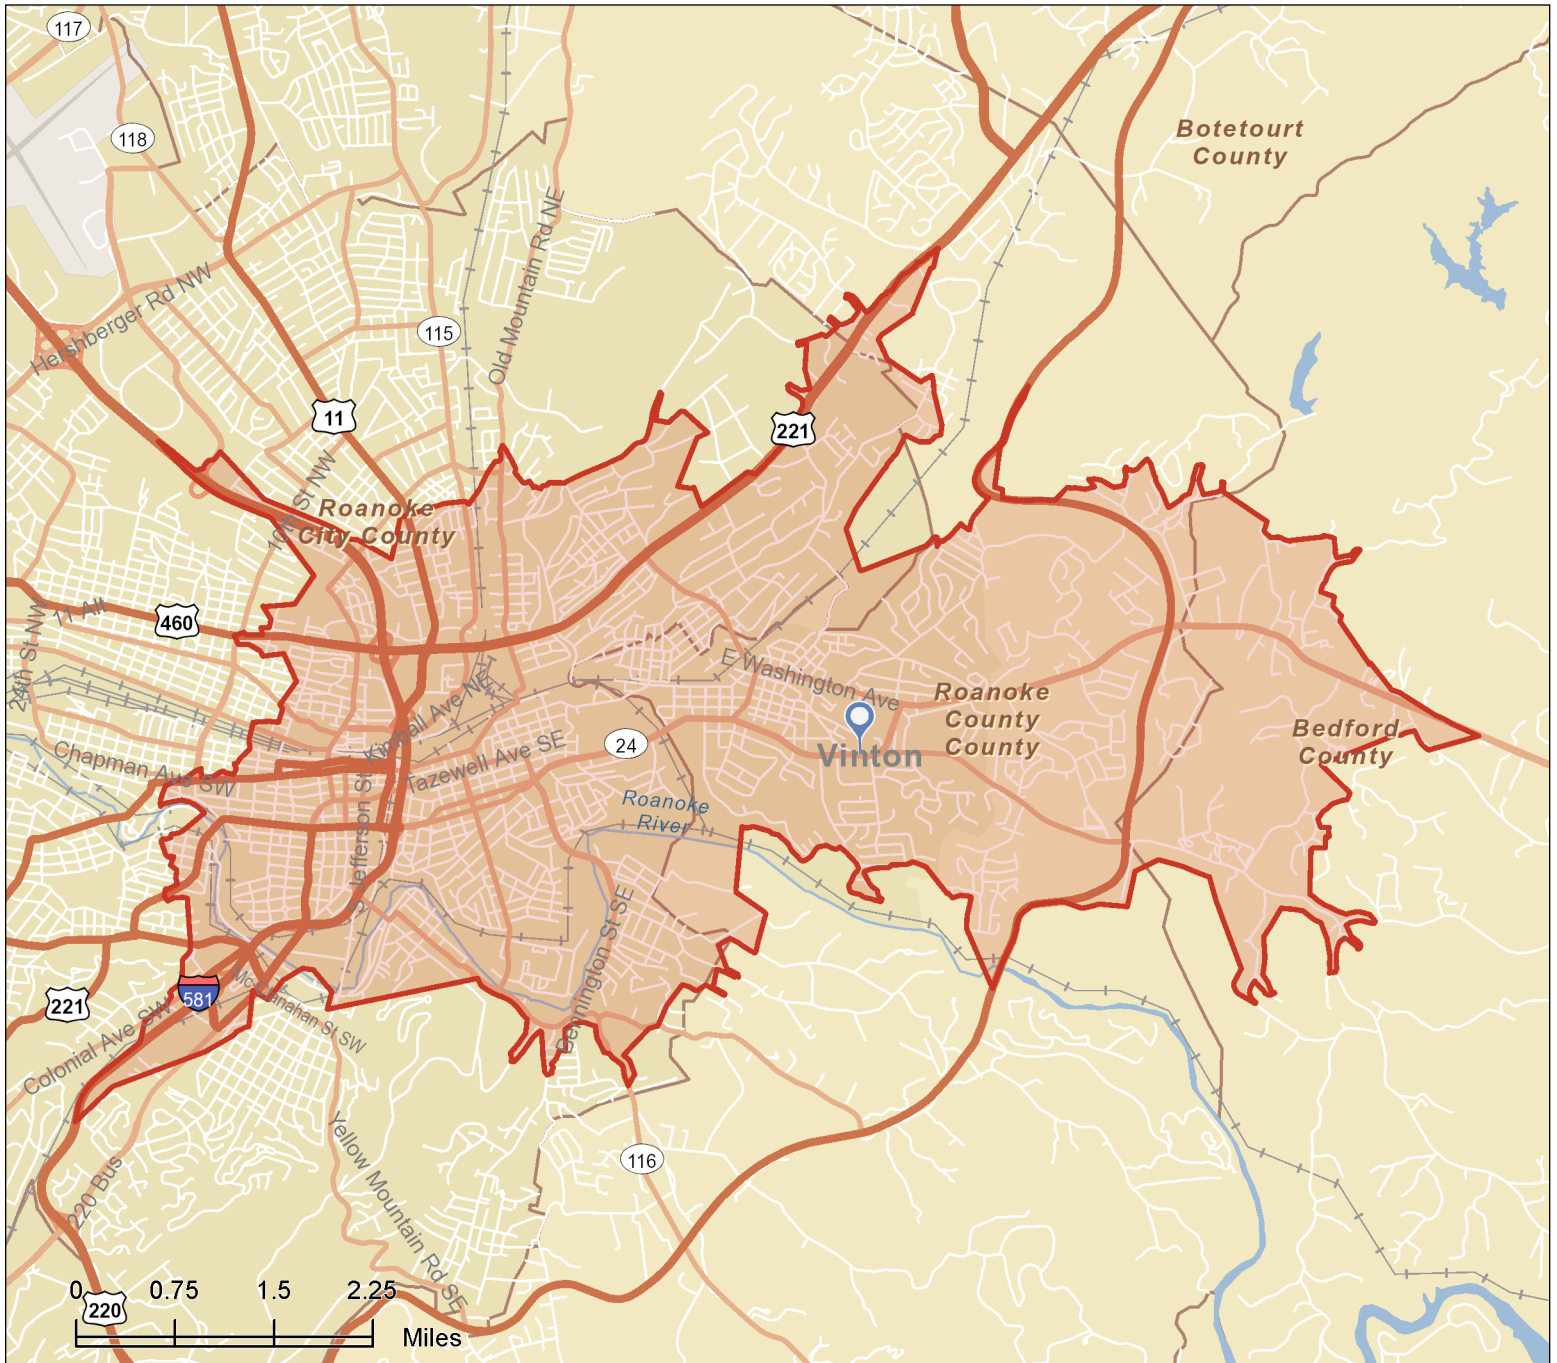 117
118
Botetourt
County
Hershberger Rd NW
Old Mountain Rd NE
115
11
221
10th St NW
Roanoke
City County
460
11 Alt
24th St NW
E Washington Ave
Roanoke
County
County
Kimball Ave NE
24
Vinton
Bedford
County
Chapman Ave SW
Tazewell Ave SE
Roanoke
River
S Jefferson St
Bennington St SE
581
221
Mc Clanahan St SW
Colonial Ave SW
116
Yellow Mountain Rd SE
220 Bus
0 0.75 1.5 2.25
220
Miles